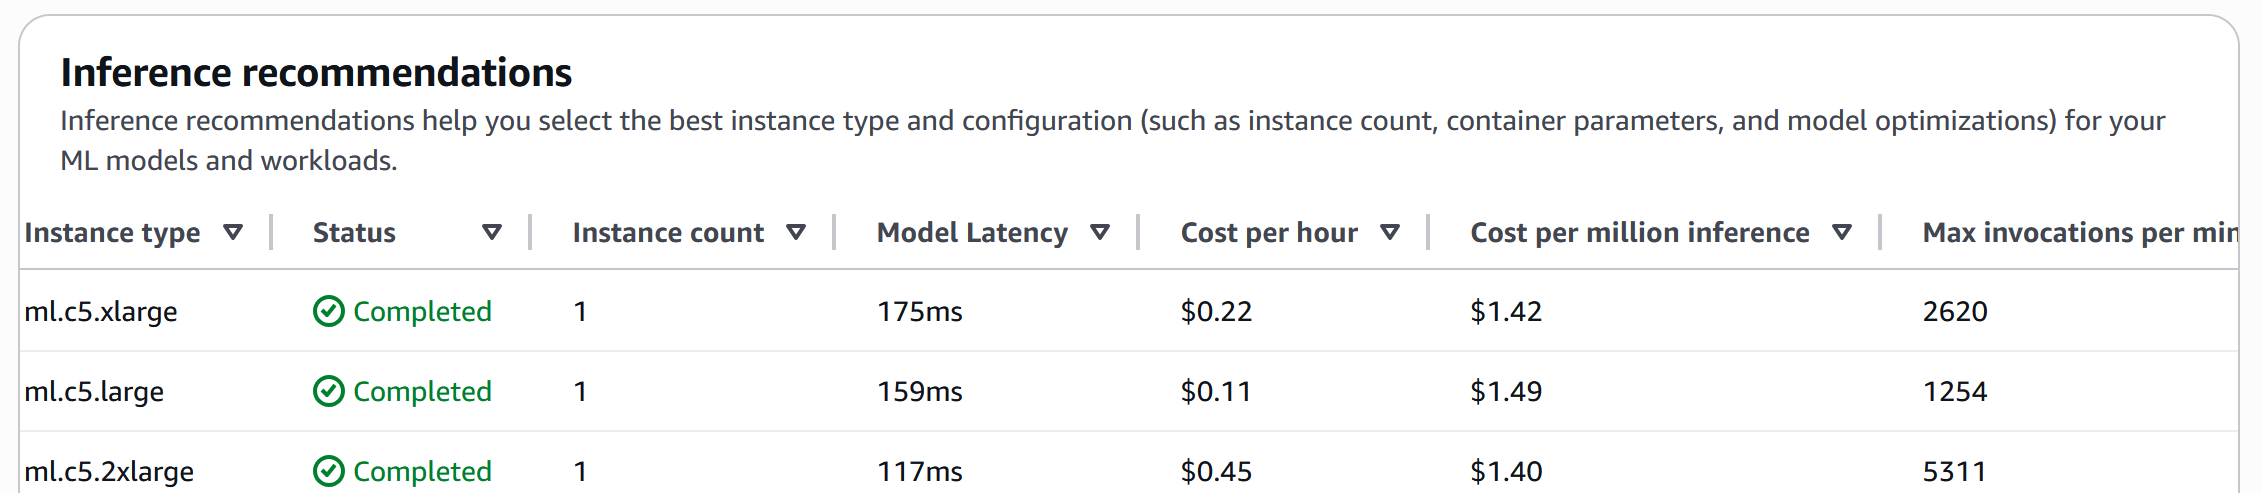 Inference recommendations
Inference recommendations help you select the best instance type and configuration (such as instance count, container parameters, and model optimizations) for your
ML models and workloads.
Instance type Status Instance count Model Latency Cost per hour Cost per million inference Max invocations per min
ml.c5.xlarge Completed 1 175ms $0.22 $1.42 2620
ml.c5.large Completed 1 159ms $0.11 $1.49 1254
ml.c5.2xlarge Completed 1 117ms $0.45 $1.40 5311